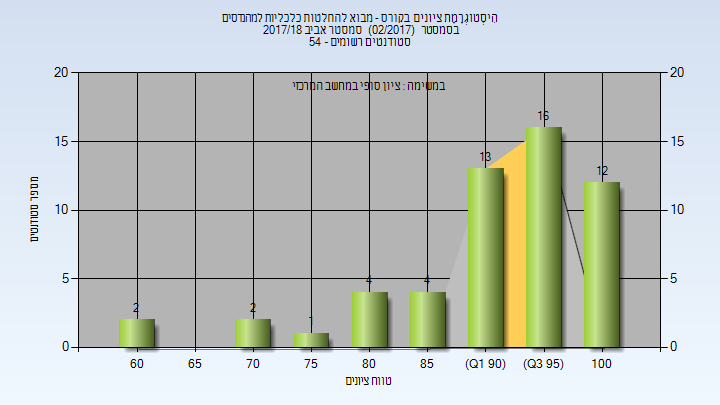 הִיסְטוֹגְרַמַת ציונים בקורס - מבוא להחלטות כלכליות למהנדסים
בסמסטר (02/2017) סמסטר אביב 2017/18
סטודנטים רשומים - 54
במשימה : ציון סופי במחשב המרכזי
20 20
15 15
10 10
5 5
0 0
מספר סטודנטים
2 2 1 4 4 13 16 12
60 65 70 75 80 85 (Q1 90) (Q3 95) 100
טווח ציונים